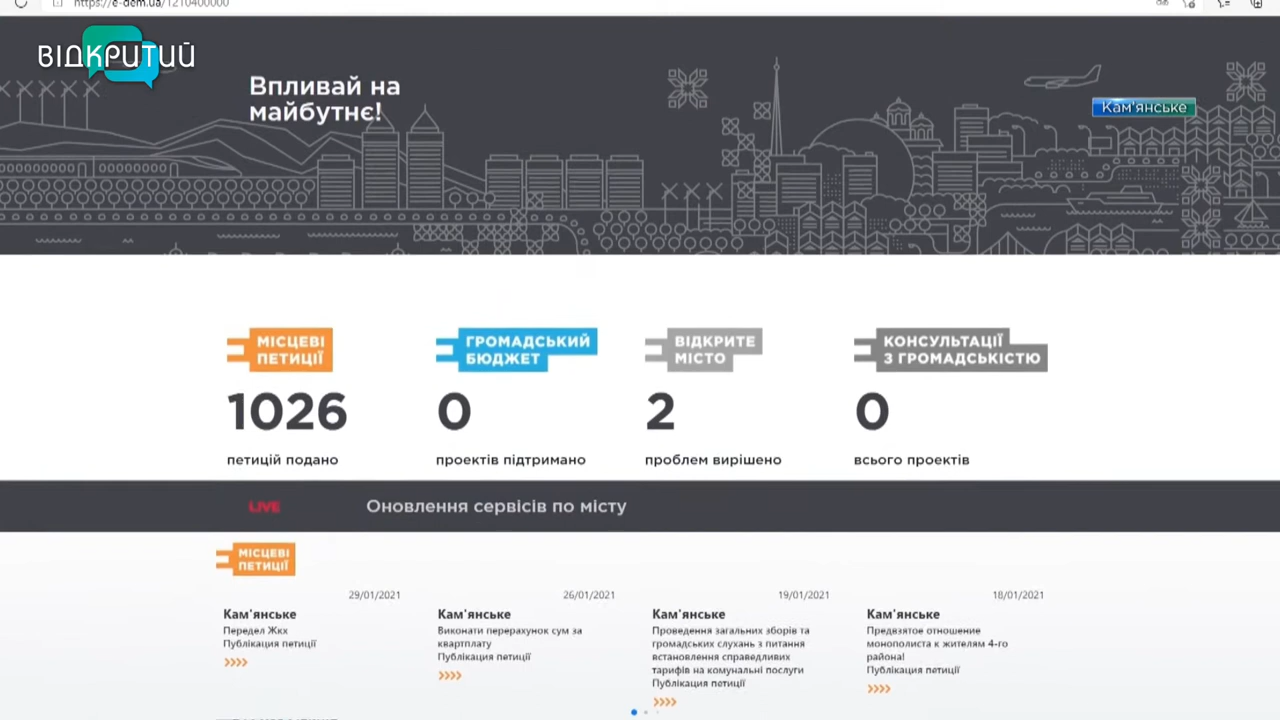 https://e-dem.ua/1210400000
ВІДКРИТИЙ
Впливай на
майбутнє!
Кам'янське
МІСЦЕВІ
ПЕТИЦІЇ
1026
петицій подано
ГРОМАДСЬКИЙ
БЮДЖЕТ
0
проектів підтримано
ВІДКРИТЕ
МІСТО
2
проблем вирішено
КОНСУЛЬТАЦІЇ
З ГРОМАДСЬКІСТЮ
0
всього проектів
LIVE
Оновлення сервісів по місту
МІСЦЕВІ
ПЕТИЦІЇ
29/01/2021
Кам'янське
Передел Жкх
Публікация петиції
26/01/2021
Кам'янське
Виконати перерахунок сум за
квартплату
Публікация петиції
19/01/2021
Кам'янське
Проведення загальних зборів та
громадських слухань з питання
встановлення справедливих
тарифів на комунальні послуги
Публікация петиції
18/01/2021
Кам'янське
Предвзятое отношение
монополиста к жителям 4-го
района!
Публікация петиції